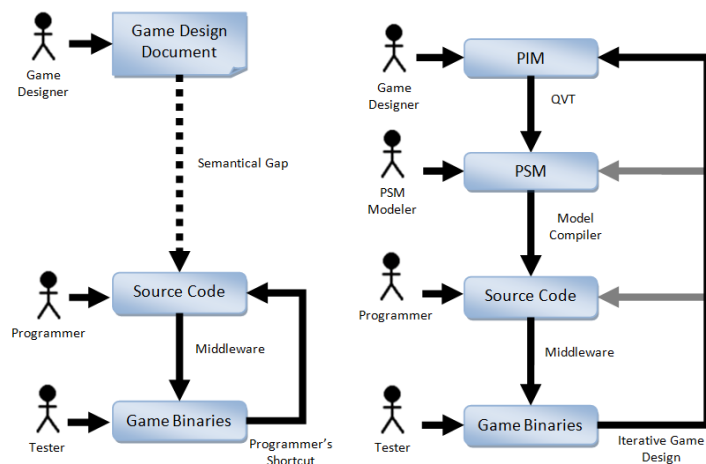 Game Design
Document
Game
Designer
Semantical Gap
Source Code
Programmer
Middleware
Game Binaries
Tester
Programmer's
Shortcut
PIM
Game
Designer
QVT
PSM
PSM
Modeler
Model
Compiler
Source Code
Programmer
Middleware
Game Binaries
Tester
Iterative Game
Design